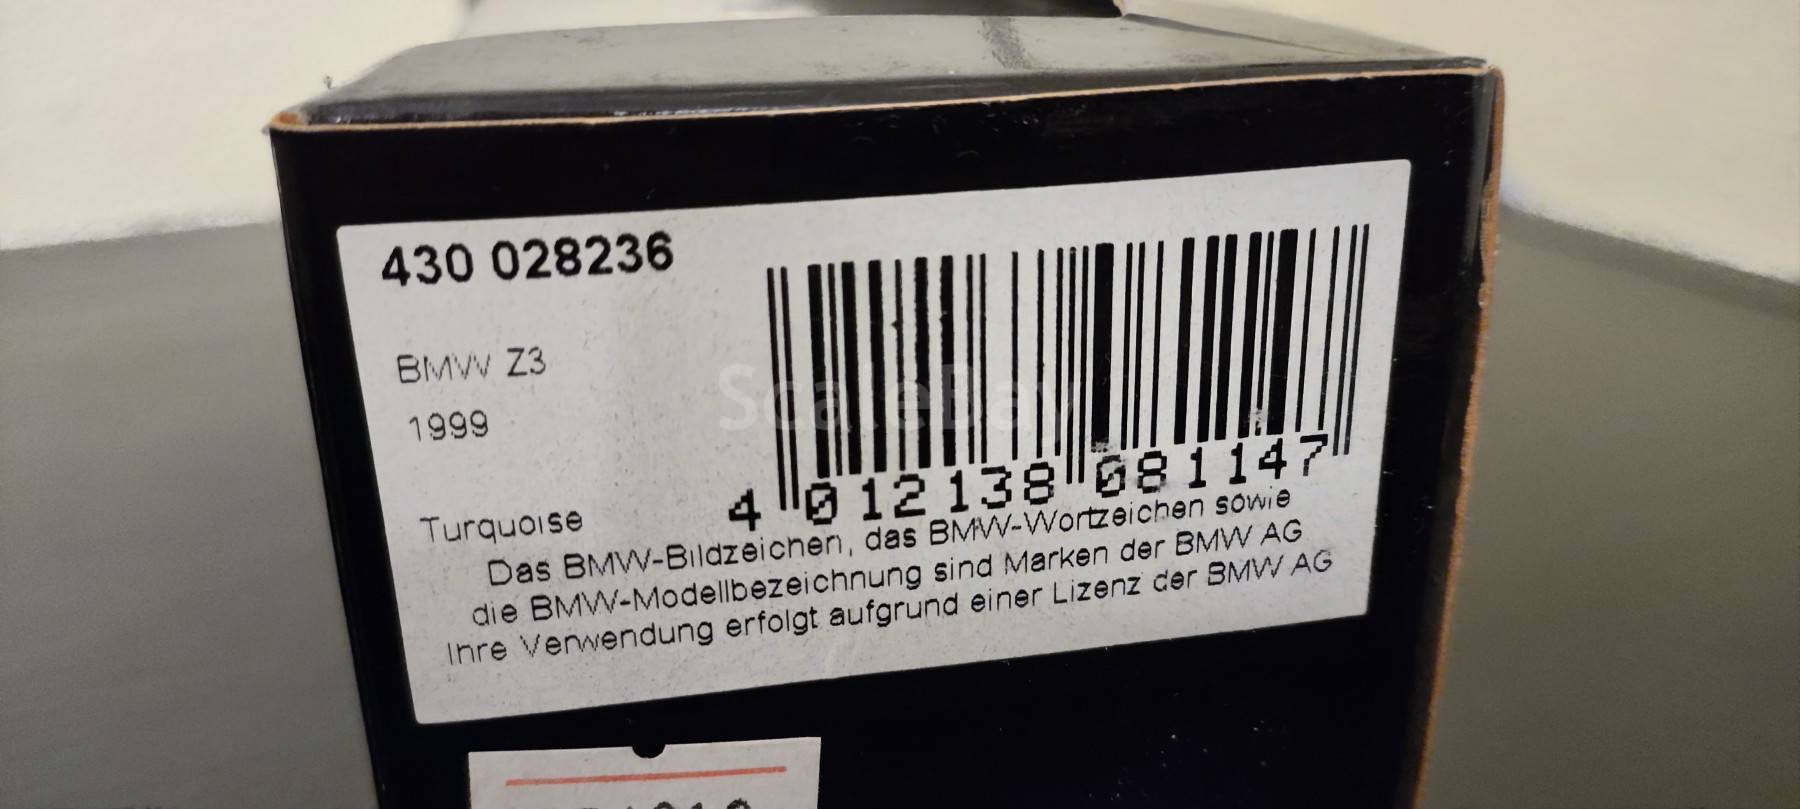 430 028236
BMW Z3
1999
Turquoise
4 012138 081147
Das BMW-Bildzeichen, das BMW-Wortzeichen sowie
die BMW-Modellbezeichnung sind Marken der BMW AG
Ihre Verwendung erfolgt aufgrund einer Lizenz der BMW AG
ScaleBay